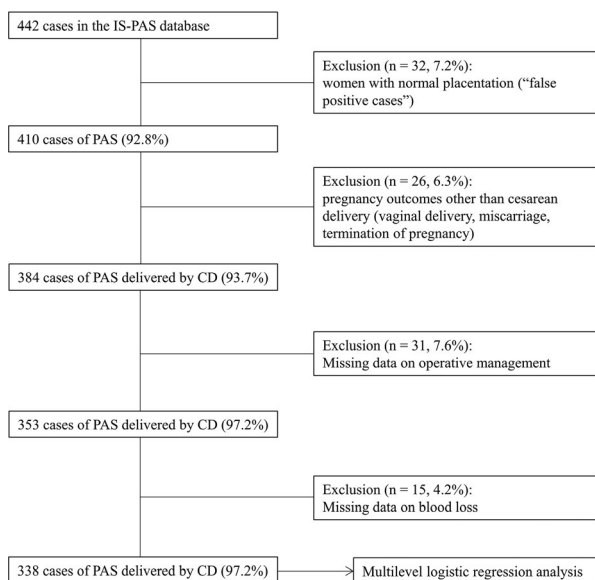 442 cases in the IS-PAS database
Exclusion (n = 32, 7.2%):
women with normal placentation (“false
positive cases”)
410 cases of PAS (92.8%)
Exclusion (n = 26, 6.3%):
pregnancy outcomes other than cesarean
delivery (vaginal delivery, miscarriage,
termination of pregnancy)
384 cases of PAS delivered by CD (93.7%)
Exclusion (n = 31, 7.6%):
Missing data on operative management
353 cases of PAS delivered by CD (97.2%)
Exclusion (n = 15, 4.2%):
Missing data on blood loss
338 cases of PAS delivered by CD (97.2%)
Multilevel logistic regression analysis